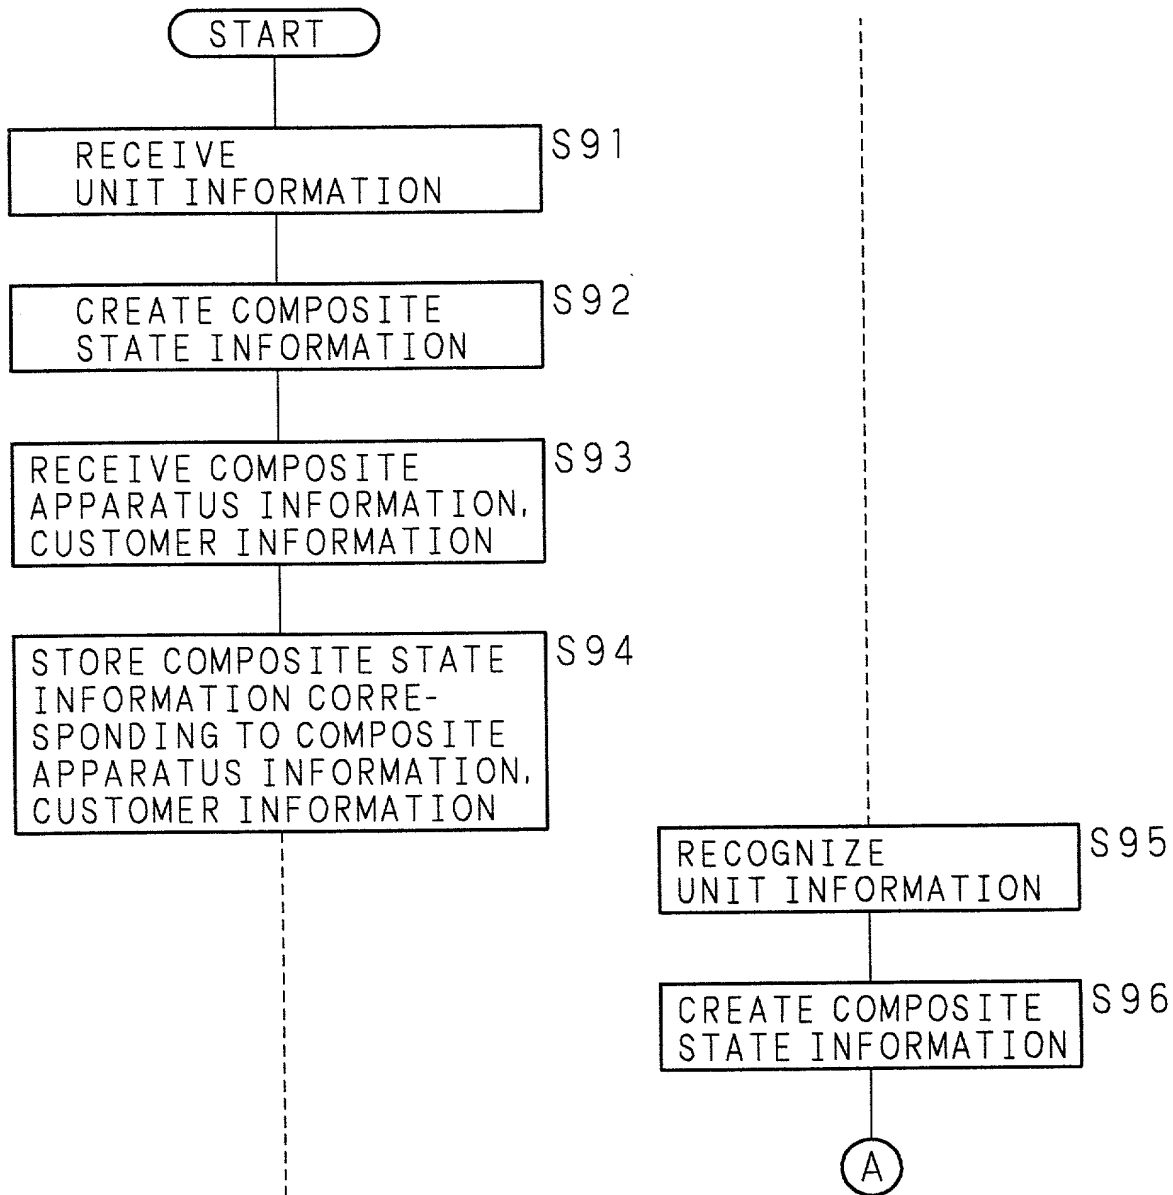 START
S91
RECEIVE
UNIT INFORMATION
S92
CREATE COMPOSITE
STATE INFORMATION
S93
RECEIVE COMPOSITE
APPARATUS INFORMATION,
CUSTOMER INFORMATION
S94
STORE COMPOSITE STATE
INFORMATION CORRE-
SPONDING TO COMPOSITE
APPARATUS INFORMATION,
CUSTOMER INFORMATION
S95
RECOGNIZE
UNIT INFORMATION
S96
CREATE COMPOSITE
STATE INFORMATION
A